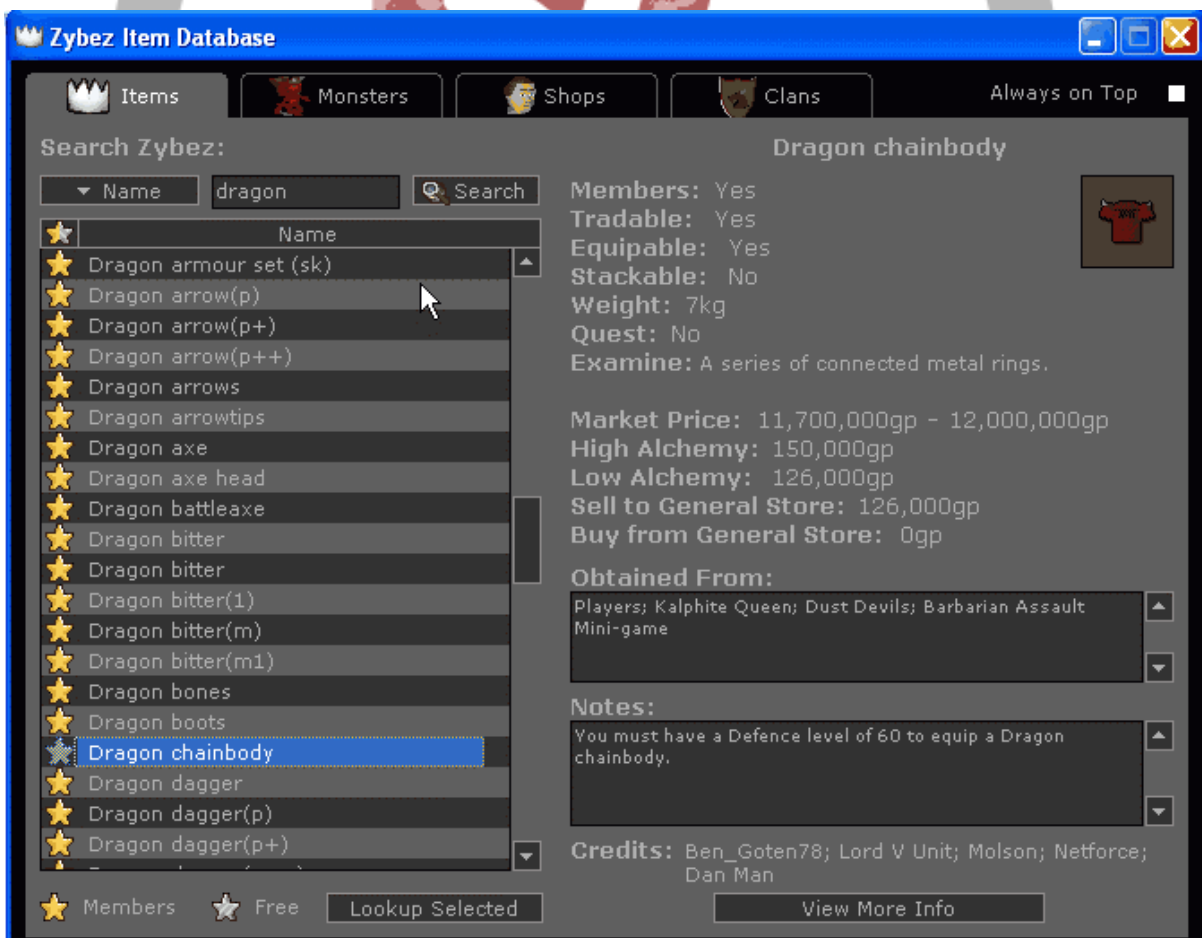 Zybez Item Database
Items
Monsters
Shops
Clans
Always on Top
Search Zybez:
Name
dragon
Search
Name
Dragon armour set (sk)
Dragon arrow(p)
Dragon arrow(p+)
Dragon arrow(p++)
Dragon arrows
Dragon arrowtips
Dragon axe
Dragon axe head
Dragon battleaxe
Dragon bitter
Dragon bitter
Dragon bitter(1)
Dragon bitter(m)
Dragon bitter(m1)
Dragon bones
Dragon boots
Dragon chainbody
Dragon dagger
Dragon dagger(p)
Dragon dagger(p+)
Members
Free
Lookup Selected
Dragon chainbody
Members: Yes
Tradable: Yes
Equipable: Yes
Stackable: No
Weight: 7kg
Quest: No
Examine: A series of connected metal rings.
Market Price: 11,700,000gp - 12,000,000gp
High Alchemy: 150,000gp
Low Alchemy: 126,000gp
Sell to General Store: 126,000gp
Buy from General Store: 0gp
Obtained From:
Players; Kalphite Queen; Dust Devils; Barbarian Assault
Mini-game
Notes:
You must have a Defence level of 60 to equip a Dragon
chainbody.
Credits: Ben_Goten78; Lord V Unit; Molson; Netforce;
Dan Man
View More Info